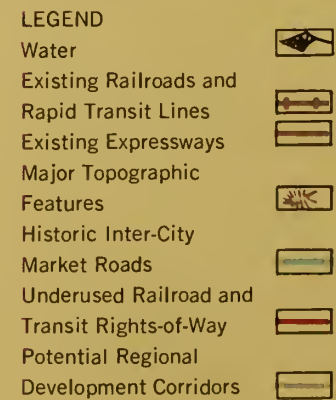 LEGEND
Water
Existing Railroads and
Rapid Transit Lines
Existing Expressways
Major Topographic
Features
Historic Inter-City
Market Roads
Underused Railroad and
Transit Rights-of-Way
Potential Regional
Development Corridors